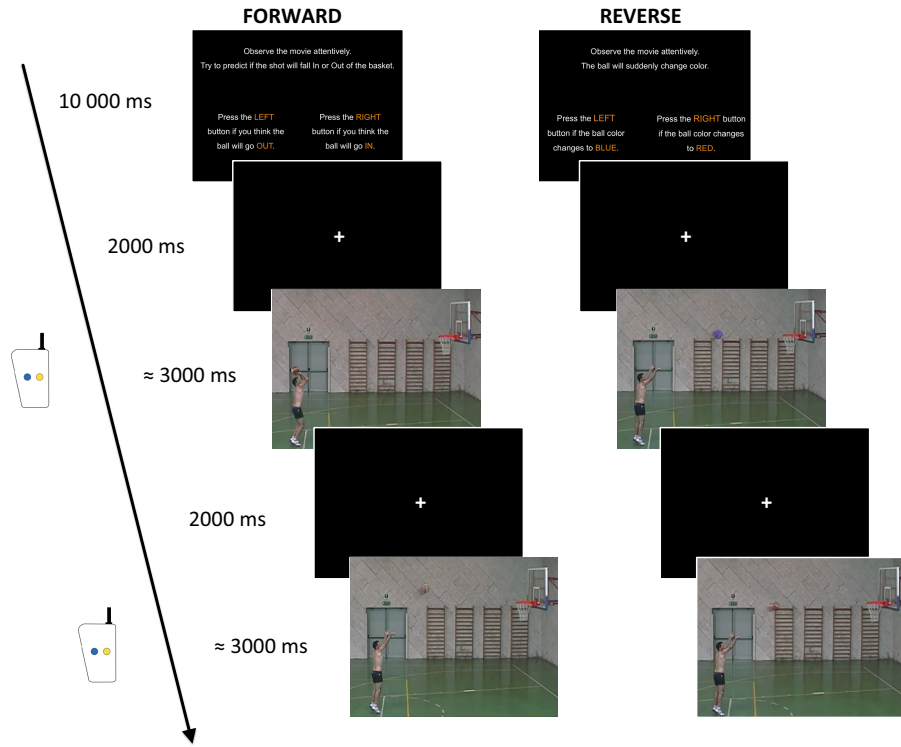 FORWARD
REVERSE
Observe the movie attentively.
Try to predict if the shot will fall In or Out of the basket.
Press the LEFT
button if you think the
ball will go OUT.
Press the RIGHT
button if you think the
ball will go IN.
Observe the movie attentively.
The ball will suddenly change color.
Press the LEFT
button if the ball color
changes to BLUE.
Press the RIGHT button
if the ball color changes
to RED.
10 000 ms
2000 ms
≈ 3000 ms
2000 ms
≈ 3000 ms